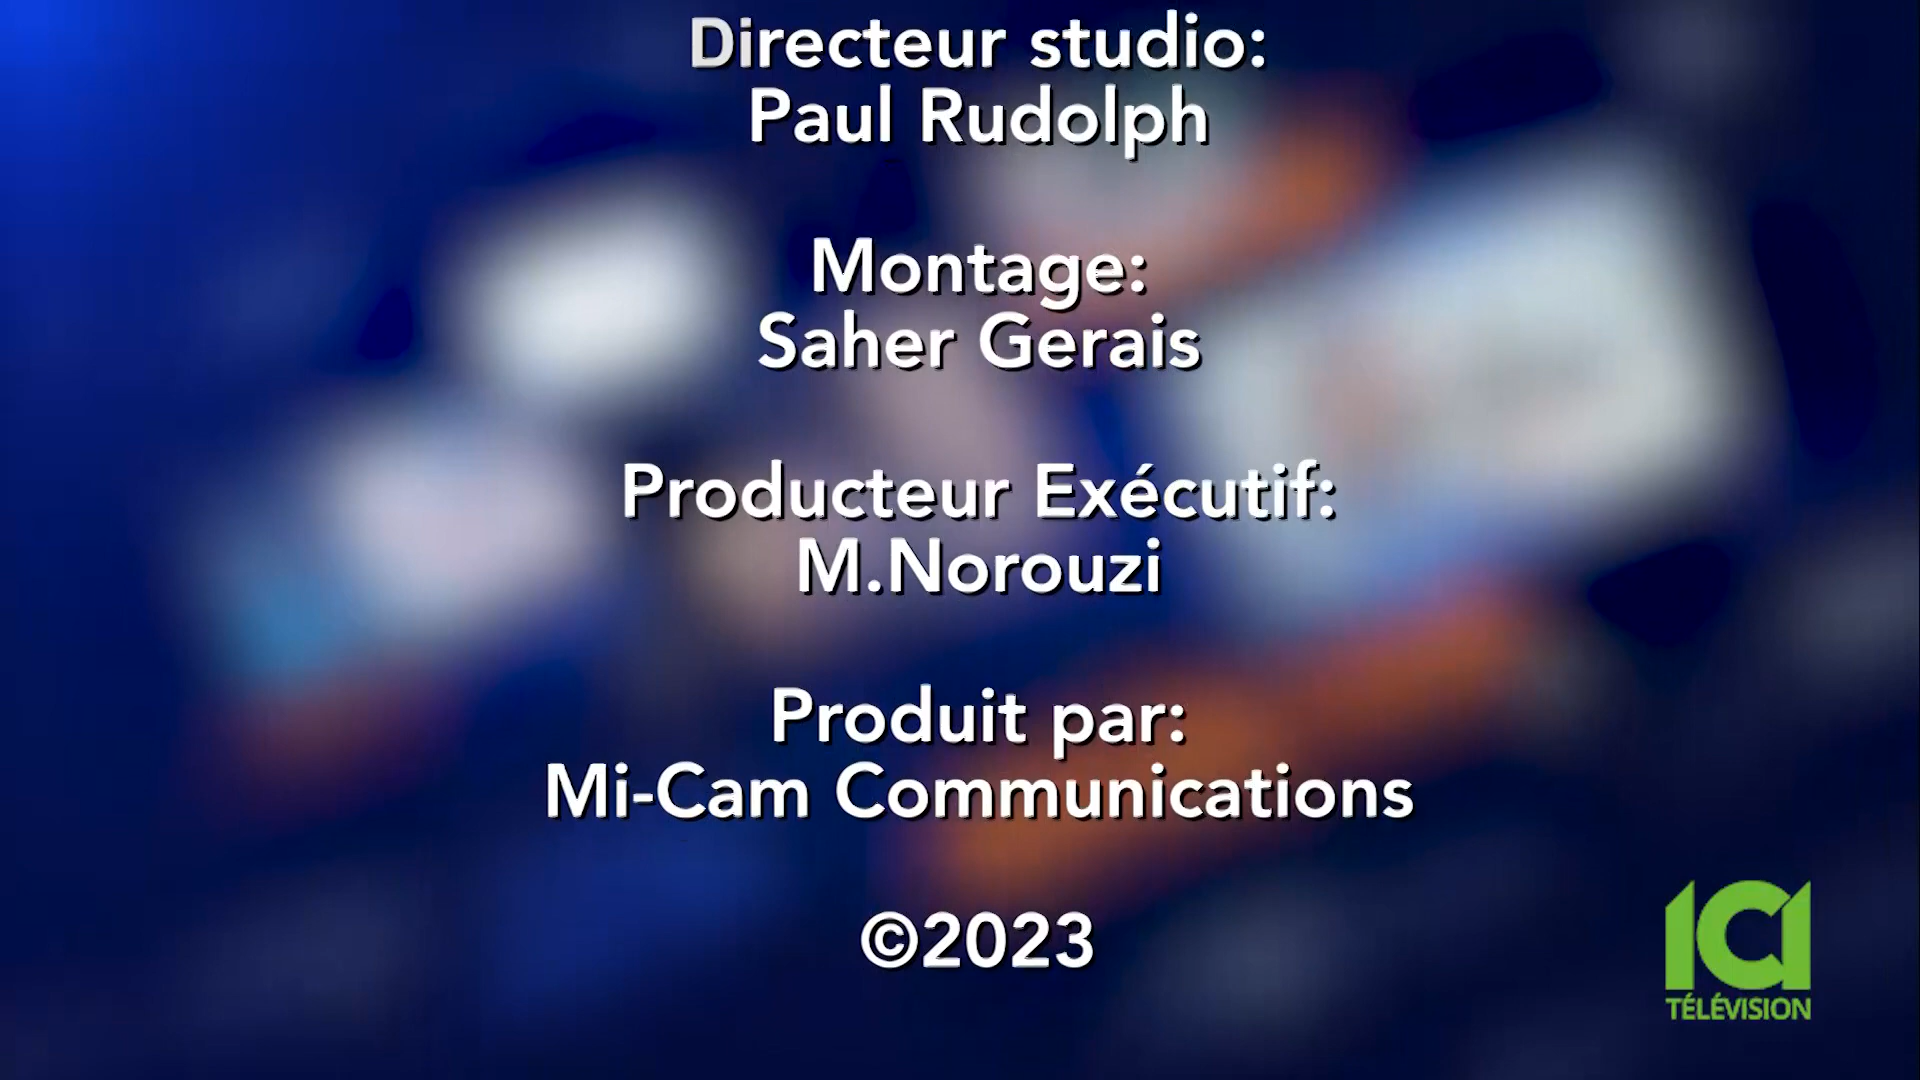 Directeur studio:
Paul Rudolph
Montage:
Saher Gerais
Producteur Exécutif:
M.Norouzi
Produit par:
Mi-Cam Communications
©2023
ICI
TÉLÉVISION